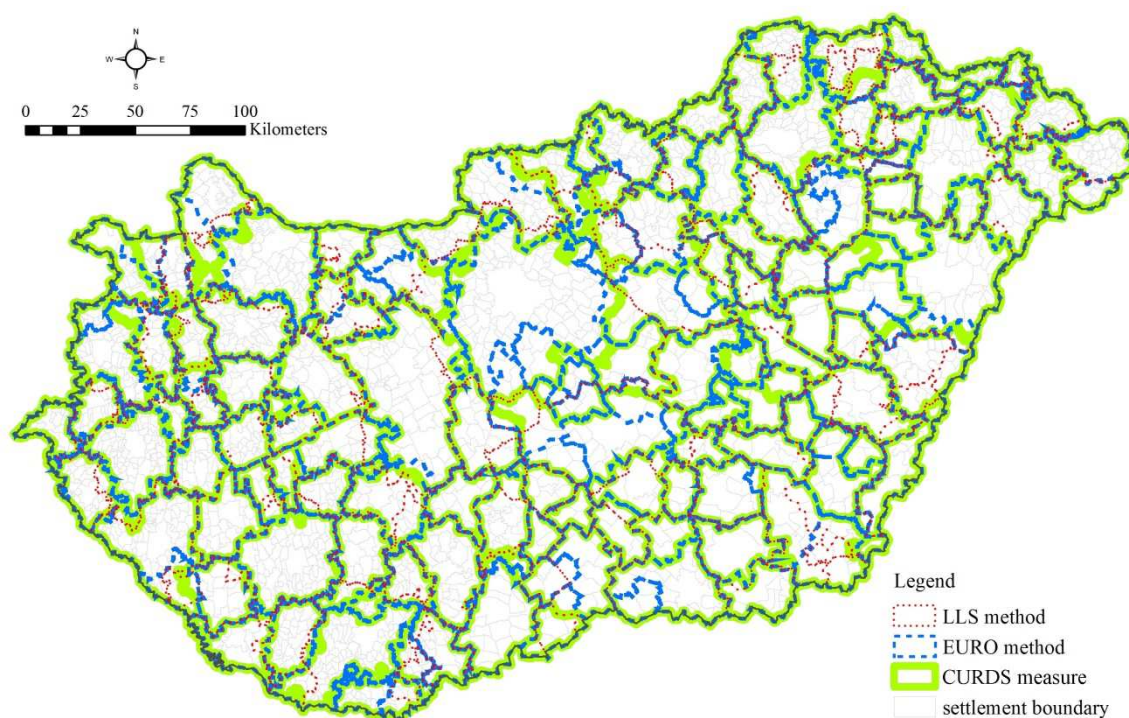 N
W E
S
0 25 50 75 100
Kilometers
Legend
LLS method
EURO method
CURDS measure
settlement boundary